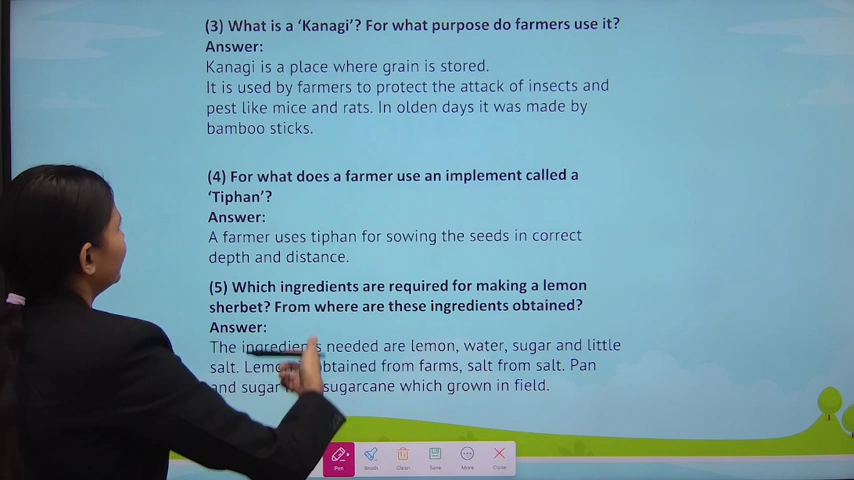 (3) What is a ‘Kanagi’? For what purpose do farmers use it?
Answer:
Kanagi is a place where grain is stored.
It is used by farmers to protect the attack of insects and
pest like mice and rats. In olden days it was made by
bamboo sticks.
(4) For what does a farmer use an implement called a
‘Tiphan’?
Answer:
A farmer uses tiphan for sowing the seeds in correct
depth and distance.
(5) Which ingredients are required for making a lemon
sherbet? From where are these ingredients obtained?
Answer:
The ingredients needed are lemon, water, sugar and little
salt. Lemon obtained from farms, salt from salt. Pan
and sugar sugarcane which grown in field.
Pen
Brush
Clean
Save
More
Close